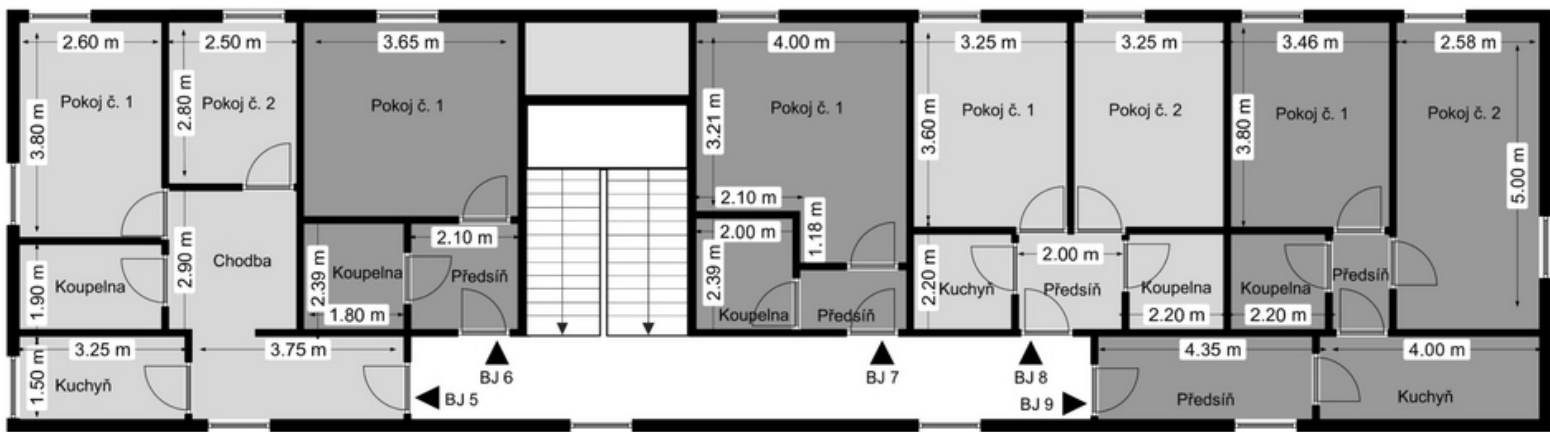 2.60 m
2.50 m
3.65 m
4.00 m
3.25 m
3.25 m
3.46 m
2.58 m
Pokoj č. 1
3.80 m
Pokoj č. 2
2.80 m
Pokoj č. 1
Pokoj č. 1
3.21 m
Pokoj č. 1
3.60 m
Pokoj č. 2
Pokoj č. 1
3.80 m
Pokoj č. 2
5.00 m
2.10 m
1.18 m
Koupelna
1.90 m
Chodba
2.90 m
Koupelna
2.39 m
1.80 m
2.10 m
Předsíň
2.00 m
2.39 m
Koupelna
Předsíň
Kuchyň
2.20 m
2.00 m
Předsíň
Koupelna
2.20 m
Koupelna
2.20 m
Předsíň
3.25 m
1.50 m
Kuchyň
3.75 m
BJ 5
BJ 6
BJ 7
BJ 8
BJ 9
4.35 m
Předsíň
4.00 m
Kuchyň